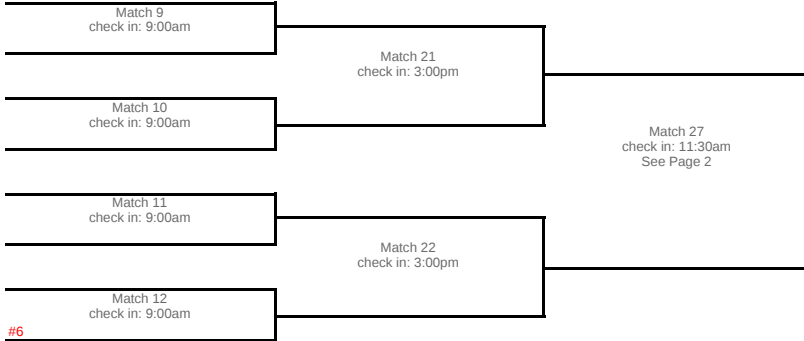 Match 9
check in: 9:00am
Match 21
check in: 3:00pm
Match 10
check in: 9:00am
Match 27
check in: 11:30am
See Page 2
Match 11
check in: 9:00am
Match 22
check in: 3:00pm
Match 12
check in: 9:00am
#6